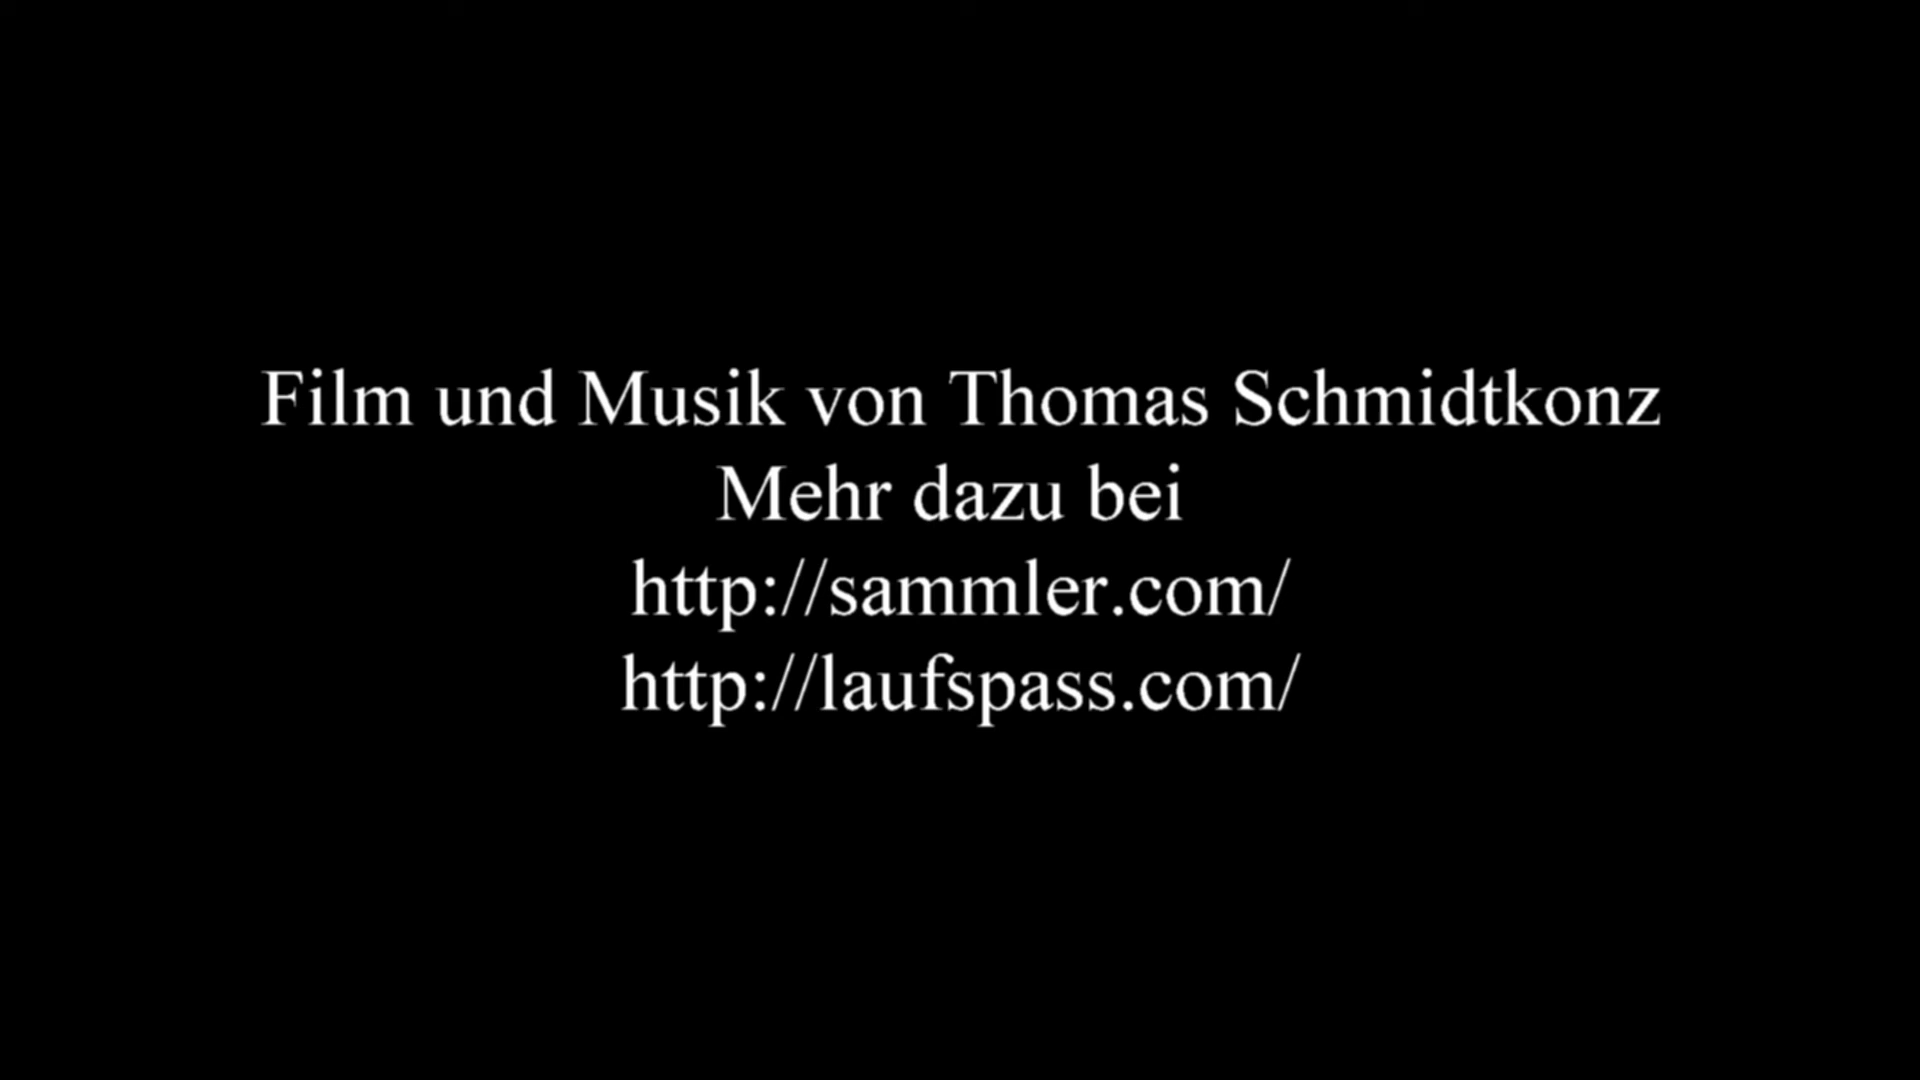 Film und Musik von Thomas Schmidtkonz
Mehr dazu bei
http://sammler.com/
http://laufspass.com/